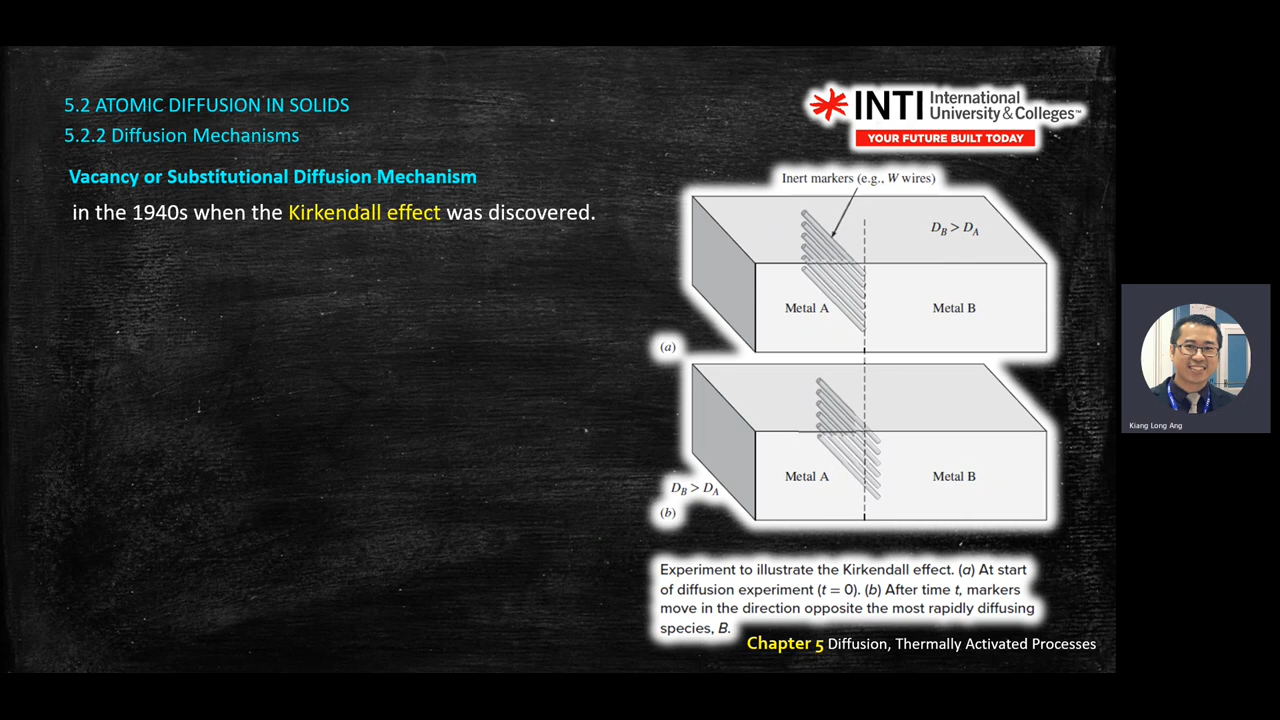 5.2 ATOMIC DIFFUSION IN SOLIDS
5.2.2 Diffusion Mechanisms
Vacancy or Substitutional Diffusion Mechanism
in the 1940s when the Kirkendall effect was discovered.
INTI International University & Colleges™
YOUR FUTURE BUILT TODAY
Inert markers (e.g., W wires)
D_B > D_A
Metal A
Metal B
(a)
Metal A
Metal B
D_B > D_A
(b)
Experiment to illustrate the Kirkendall effect. (a) At start
of diffusion experiment (t = 0). (b) After time t, markers
move in the direction opposite the most rapidly diffusing
species, B.
Chapter 5 Diffusion, Thermally Activated Processes
Kiang Long Ang